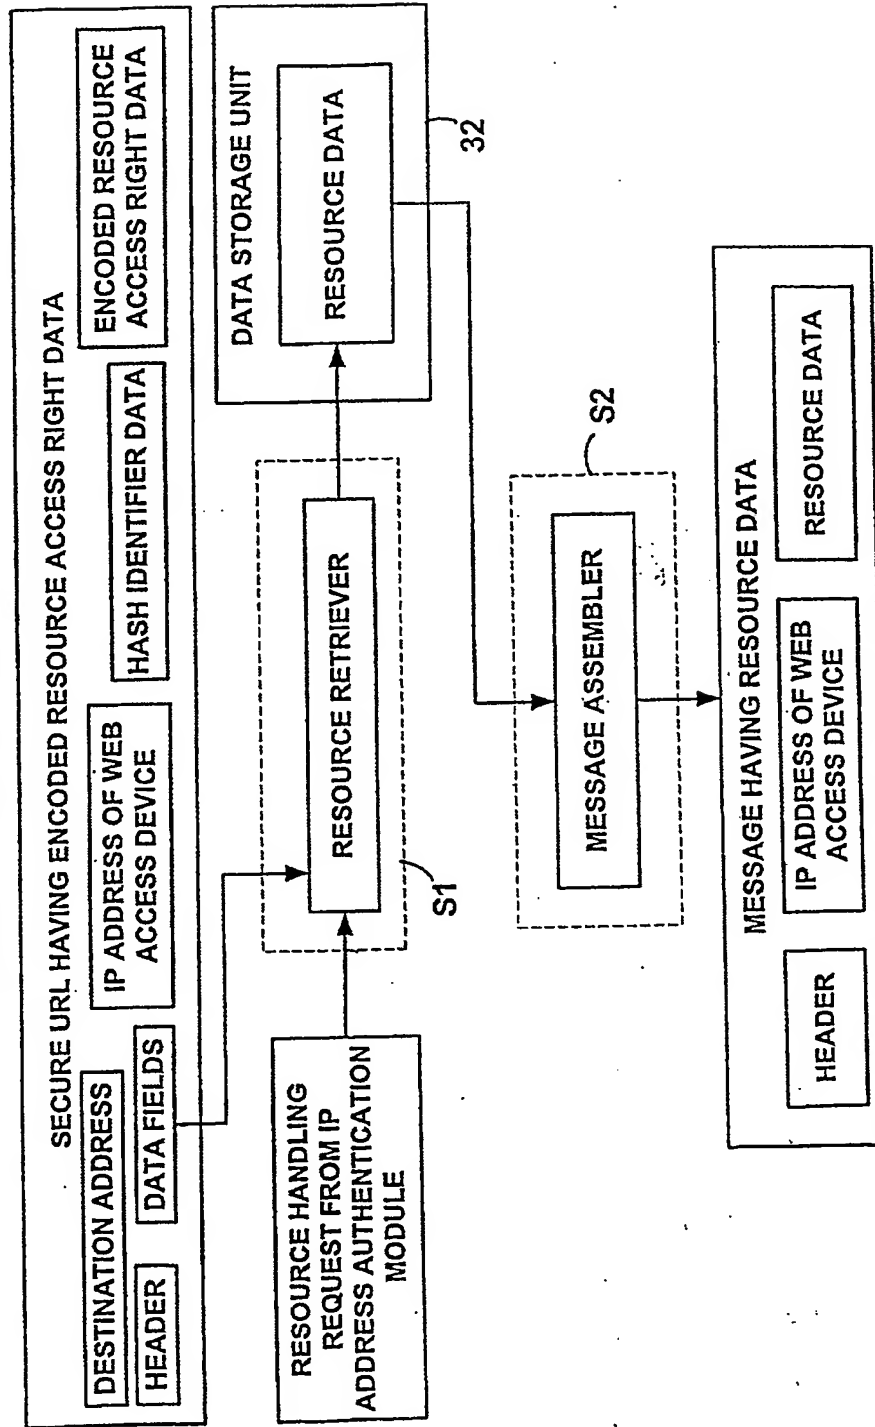 SECURE URL HAVING ENCODED RESOURCE ACCESS RIGHT DATA
DESTINATION ADDRESS
HEADER
DATA FIELDS
IP ADDRESS OF WEB
ACCESS DEVICE
HASH IDENTIFIER DATA
ENCODED RESOURCE
ACCESS RIGHT DATA
RESOURCE HANDLING
REQUEST FROM IP
ADDRESS AUTHENTICATION
MODULE
RESOURCE RETRIEVER
S1
DATA STORAGE UNIT
RESOURCE DATA
32
MESSAGE ASSEMBLER
S2
MESSAGE HAVING RESOURCE DATA
HEADER
IP ADDRESS OF WEB
ACCESS DEVICE
RESOURCE DATA